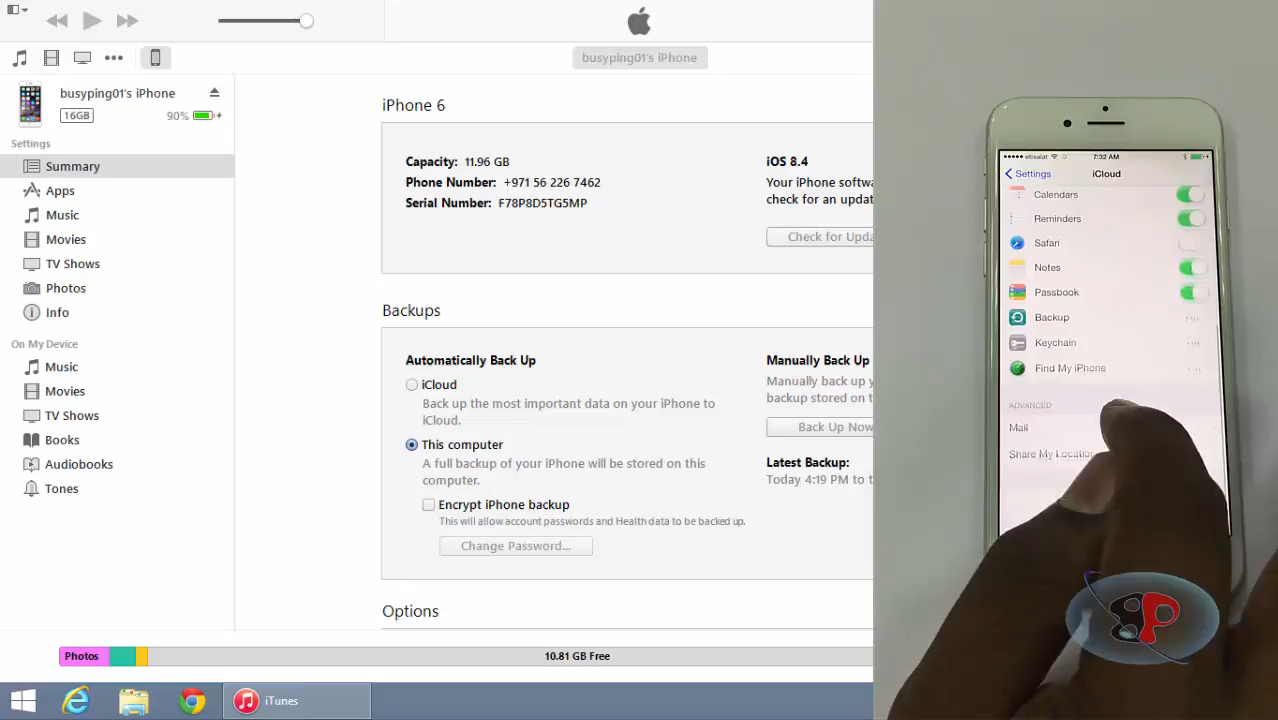 busyping01's iPhone
busyping01's iPhone
16GB
90%
Settings
Summary
Apps
Music
Movies
TV Shows
Photos
Info
On My Device
Music
Movies
TV Shows
Books
Audiobooks
Tones
iPhone 6
Capacity: 11.96 GB
Phone Number: +971 56 226 7462
Serial Number: F78P8D5TG5MP
iOS 8.4
Your iPhone softwa
check for an updat
Check for Upda
Backups
Automatically Back Up
iCloud
Back up the most important data on your iPhone to
iCloud.
This computer
A full backup of your iPhone will be stored on this
computer.
Encrypt iPhone backup
This will allow account passwords and Health data to be backed up.
Change Password...
Manually Back Up
Manually back up y
backup stored on t
Back Up Now
Latest Backup:
Today 4:19 PM to t
Options
Photos
10.81 GB Free
iTunes
etisalat
7:32 AM
Settings
iCloud
Calendars
Reminders
Safari
Notes
Passbook
Backup
Keychain
Find My iPhone
ADVANCED
Mail
Share My Location